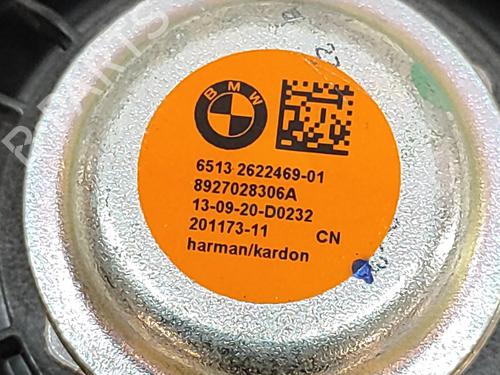 BMW
6513 2622469-01
8927028306A
13-09-20-D0232
201173-11 CN
harman/kardon